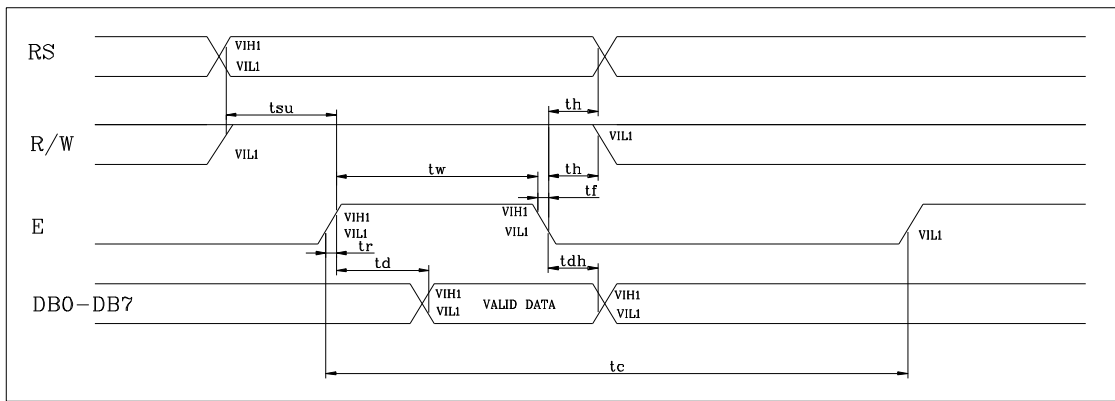 RS
VIH1
VIL1
tsu
th
R/W
VIL1
VIL1
tw
th
tf
E
VIH1
VIL1
VIH1
VIL1
VIL1
tr
td
tdh
DB0-DB7
VIH1
VIL1
VALID DATA
VIH1
VIL1
tc